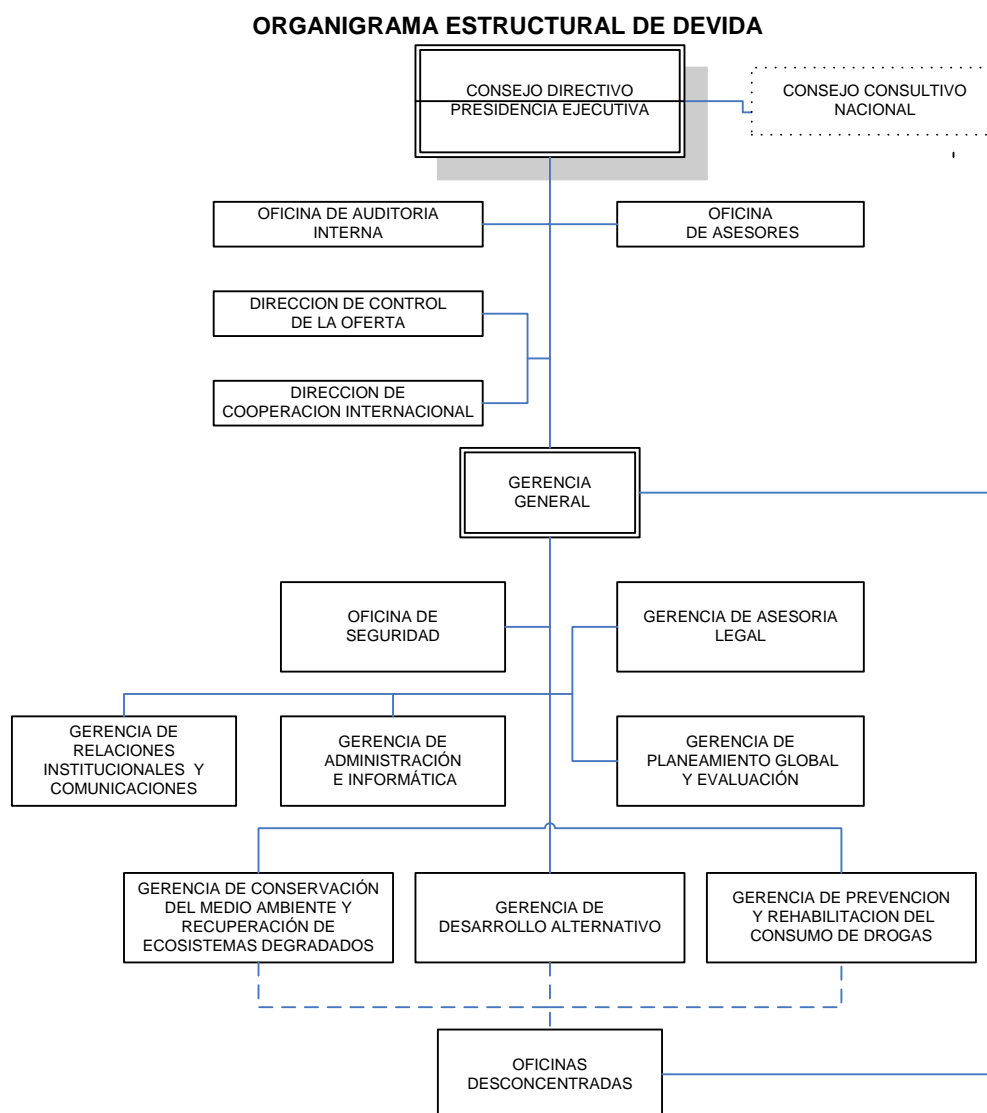 ORGANIGRAMA ESTRUCTURAL DE DEVIDA
CONSEJO DIRECTIVO
PRESIDENCIA EJECUTIVA
CONSEJO CONSULTIVO
NACIONAL
OFICINA DE AUDITORIA
INTERNA
OFICINA
DE ASESORES
DIRECCION DE CONTROL
DE LA OFERTA
DIRECCION DE
COOPERACION INTERNACIONAL
GERENCIA
GENERAL
OFICINA DE
SEGURIDAD
GERENCIA DE ASESORIA
LEGAL
GERENCIA DE
RELACIONES
INSTITUCIONALES Y
COMUNICACIONES
GERENCIA DE
ADMINISTRACIÓN
E INFORMÁTICA
GERENCIA DE
PLANEAMIENTO GLOBAL
Y EVALUACIÓN
GERENCIA DE CONSERVACIÓN
DEL MEDIO AMBIENTE Y
RECUPERACIÓN DE
ECOSISTEMAS DEGRADADOS
GERENCIA DE
DESARROLLO ALTERNATIVO
GERENCIA DE PREVENCION
Y REHABILITACION DEL
CONSUMO DE DROGAS
OFICINAS
DESCONCENTRADAS